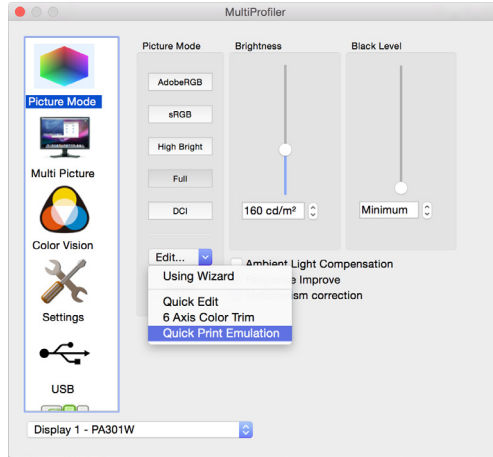 MultiProfiler
Picture Mode
Brightness
Black Level
AdobeRGB
Picture Mode
sRGB
High Bright
Multi Picture
Full
DCI
160 cd/m²
Minimum
Color Vision
Edit...
Ambient Light Compensation
Using Wizard
e Improve
Quick Edit
ism correction
6 Axis Color Trim
Settings
Quick Print Emulation
USB
Display 1 - PA301W